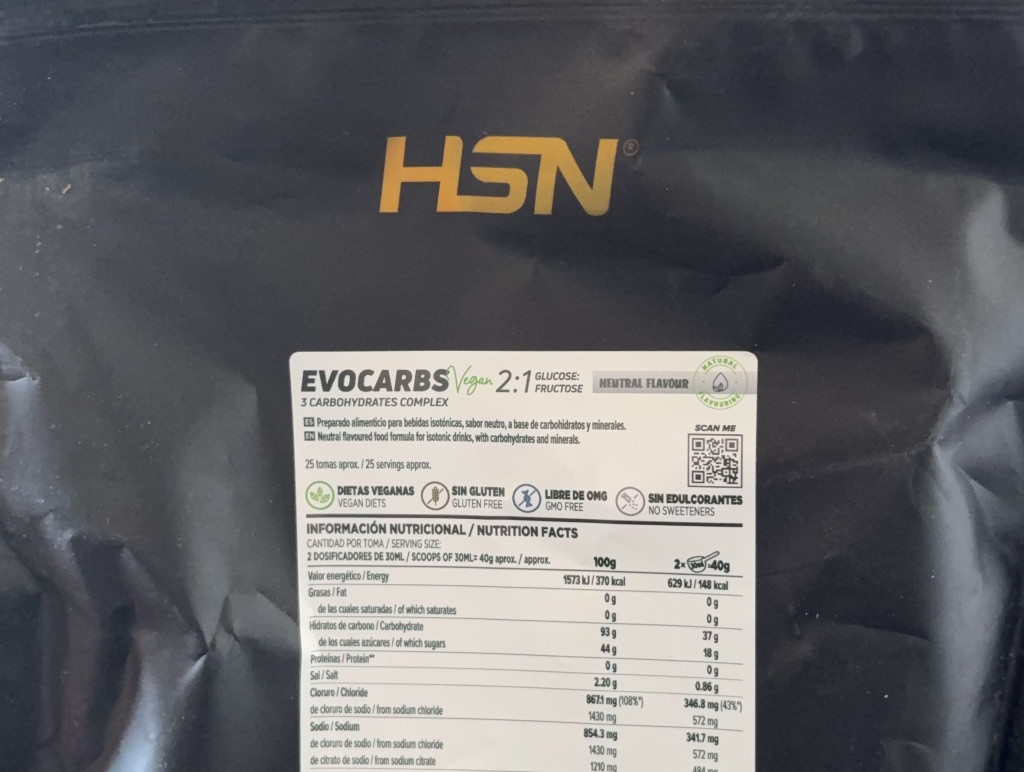 HSN®
EVOCARBS Vegan 2:1 GLUCOSE: FRUCTOSE
NEUTRAL FLAVOUR
NATURAL FLAVOURING
3 CARBOHYDRATES COMPLEX
ES Preparado alimenticio para bebidas isotónicas, sabor neutro, a base de carbohidratos y minerales.
EN Neutral flavoured food formula for isotonic drinks, with carbohydrates and minerals.
SCAN ME
25 tomas aprox. / 25 servings approx.
DIETAS VEGANAS
VEGAN DIETS
SIN GLUTEN
GLUTEN FREE
LIBRE DE OMG
GMO FREE
SIN EDULCORANTES
NO SWEETENERS
INFORMACIÓN NUTRICIONAL / NUTRITION FACTS
CANTIDAD POR TOMA / SERVING SIZE:
2 DOSIFICADORES DE 30ML / SCOOPS OF 30ML= 40g aprox. / approx. 100g 2x 30ml =40g
Valor energético / Energy 1573 kJ / 370 kcal 629 kJ / 148 kcal
Grasas / Fat 0 g 0 g
de las cuales saturadas / of which saturates 0 g 0 g
Hidratos de carbono / Carbohydrate 93 g 37 g
de los cuales azúcares / of which sugars 44 g 18 g
Proteínas / Protein** 0 g 0 g
Sal / Salt 2.20 g 0.86 g
Cloruro / Chloride 867.1 mg (108%*) 346.8 mg (43%*)
de cloruro de sodio / from sodium chloride 1430 mg 572 mg
Sodio / Sodium 854.3 mg 341.7 mg
de cloruro de sodio / from sodium chloride 1430 mg 572 mg
de citrato de sodio / from sodium citrate 1210 mg 484 mg